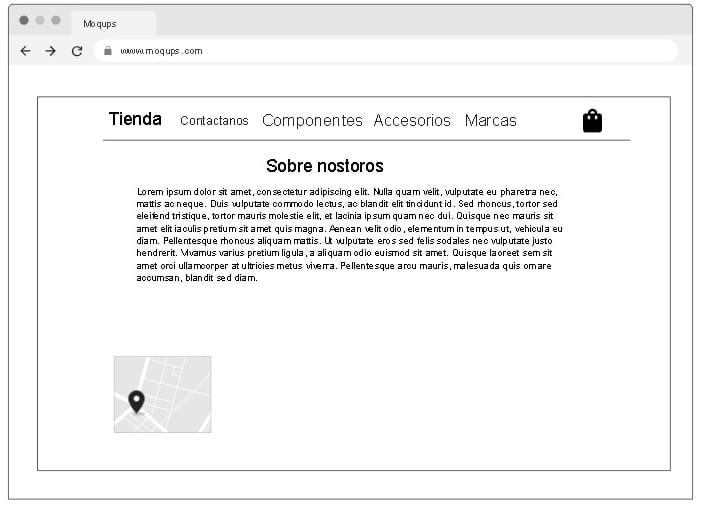 Moqups
www.moqups.com
Tienda Contactanos Componentes Accesorios Marcas
Sobre nostoros
Lorem ipsum dolor sit amet, consectetur adipiscing elit. Nulla quam velit, vulputate eu pharetra nec,
mattis ac neque. Duis vulputate commodo lectus, ac blandit elit tincidunt id. Sed rhoncus, tortor sed
eleifend tristique, tortor mauris molestie elit, et lacinia ipsum quam nec dui. Quisque nec mauris sit
amet elit iaculis pretium sit amet quis magna. Aenean velit odio, elementum in tempus ut, vehicula eu
diam. Pellentesque rhoncus aliquam mattis. Ut vulputate eros sed felis sodales nec vulputate justo
hendrerit. Vivamus varius pretium ligula, a aliquam odio euismod sit amet. Quisque laoreet sem sit
amet orci ullamcorper at ultricies metus viverra. Pellentesque arcu mauris, malesuada quis ornare
accumsan, blandit sed diam.